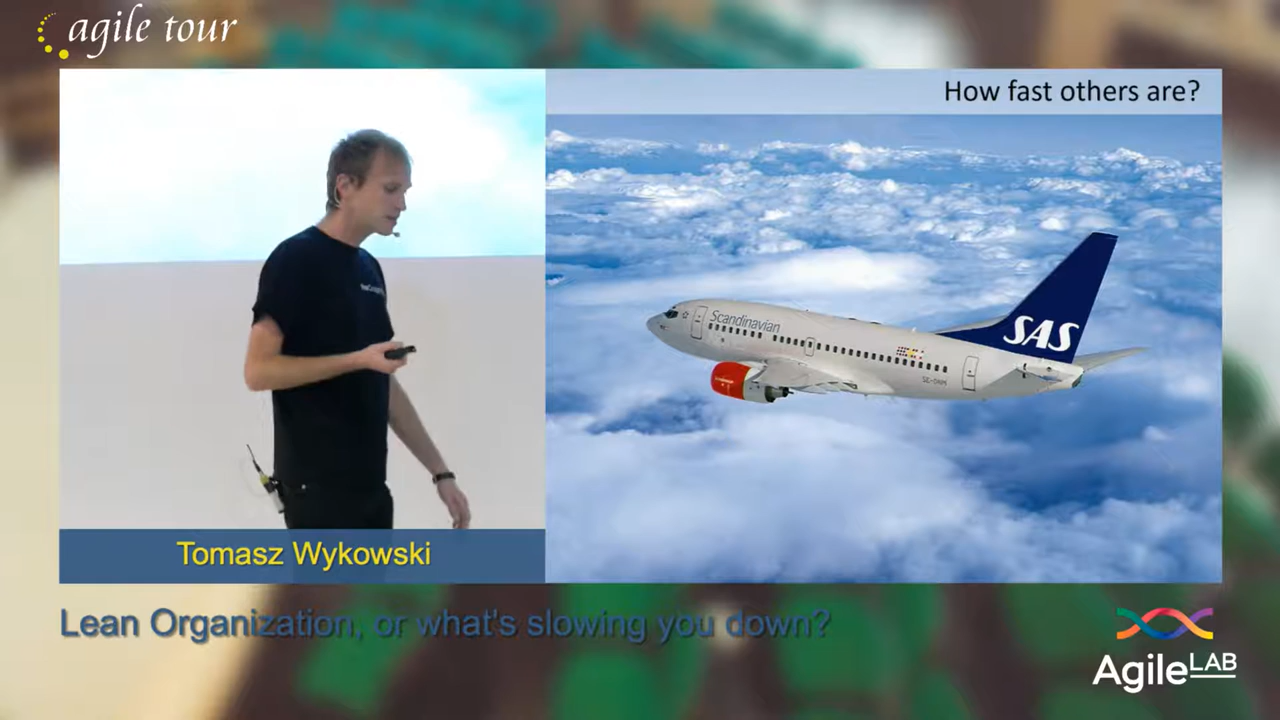 agile tour
How fast others are?
Scandinavian
SAS
Tomasz Wykowski
Lean Organization, or what's slowing you down?
AgileLAB